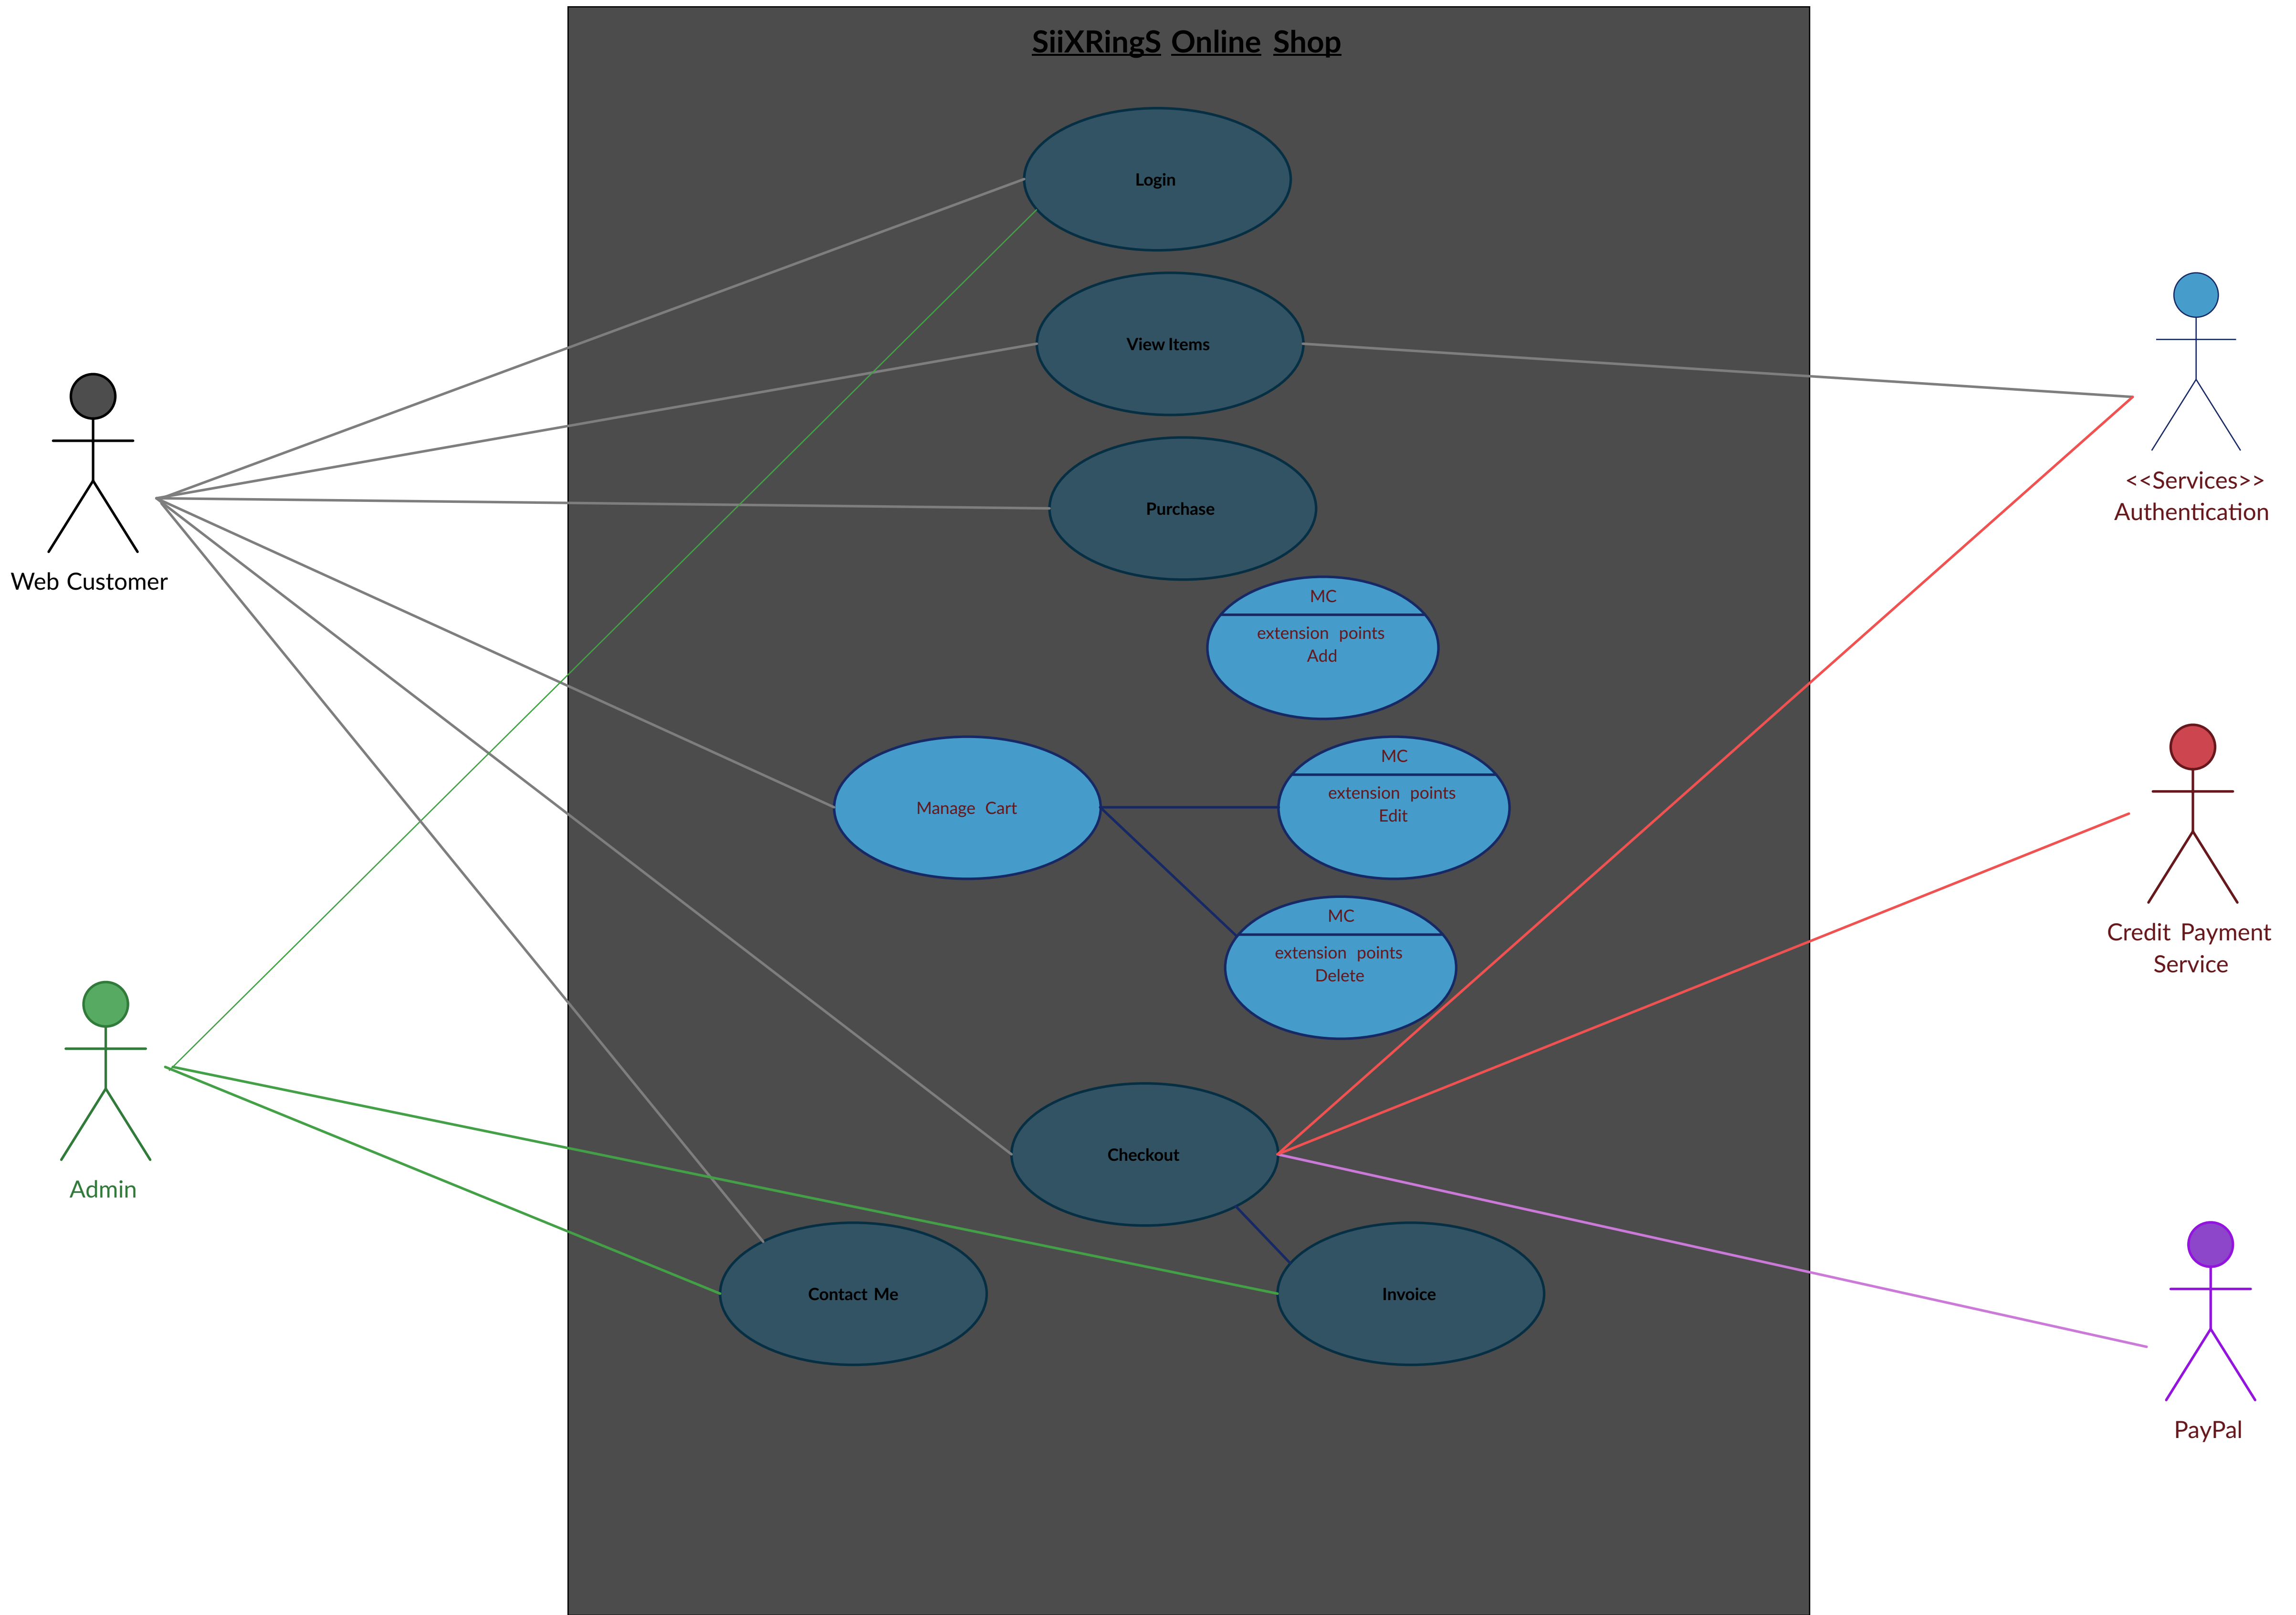 SiiXRingS Online Shop
Login
View Items
Purchase
<<Services>>
Authentication
Web Customer
MC
extension points
Add
Manage Cart
MC
extension points
Edit
MC
extension points
Delete
Credit Payment
Service
Admin
Checkout
Contact Me
Invoice
PayPal